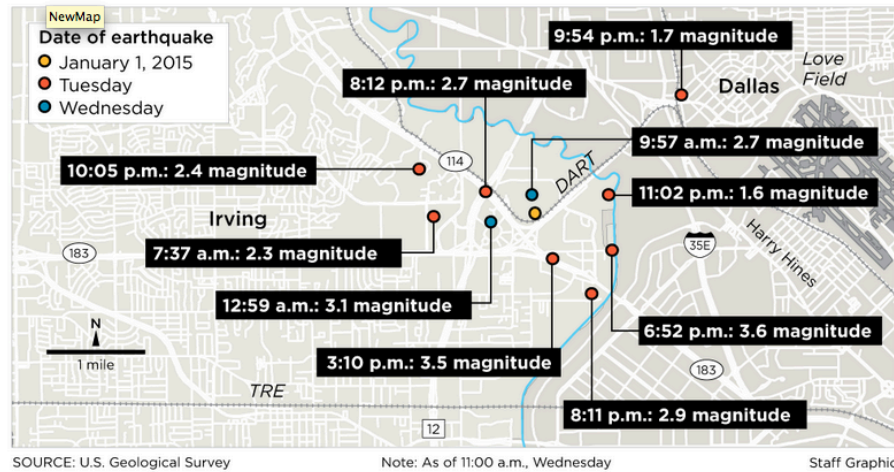 NewMap
Date of earthquake
January 1, 2015
Tuesday
Wednesday
9:54 p.m.: 1.7 magnitude
8:12 p.m.: 2.7 magnitude
Love
Field
Dallas
9:57 a.m.: 2.7 magnitude
114
DART
10:05 p.m.: 2.4 magnitude
11:02 p.m.: 1.6 magnitude
Irving
183
7:37 a.m.: 2.3 magnitude
35E
Harry Hines
12:59 a.m.: 3.1 magnitude
N
1 mile
6:52 p.m.: 3.6 magnitude
3:10 p.m.: 3.5 magnitude
183
TRE
8:11 p.m.: 2.9 magnitude
12
SOURCE: U.S. Geological Survey
Note: As of 11:00 a.m., Wednesday
Staff Graphic